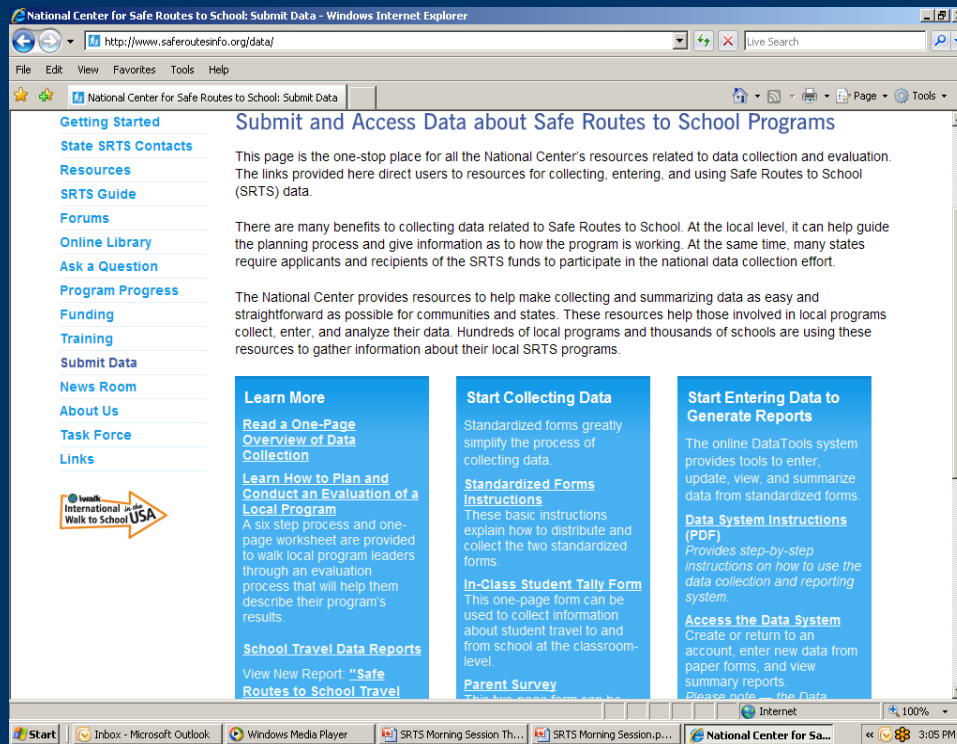 National Center for Safe Routes to School: Submit Data - Windows Internet Explorer
http://www.saferoutesinfo.org/data/
Live Search
File Edit View Favorites Tools Help
National Center for Safe Routes to School: Submit Data
Page
Tools
Getting Started
State SRTS Contacts
Resources
SRTS Guide
Forums
Online Library
Ask a Question
Program Progress
Funding
Training
Submit Data
News Room
About Us
Task Force
Links
iwalk
International in the
Walk to School USA
Submit and Access Data about Safe Routes to School Programs
This page is the one-stop place for all the National Center's resources related to data collection and evaluation.
The links provided here direct users to resources for collecting, entering, and using Safe Routes to School
(SRTS) data.
There are many benefits to collecting data related to Safe Routes to School. At the local level, it can help guide
the planning process and give information as to how the program is working. At the same time, many states
require applicants and recipients of the SRTS funds to participate in the national data collection effort.
The National Center provides resources to help make collecting and summarizing data as easy and
straightforward as possible for communities and states. These resources help those involved in local programs
collect, enter, and analyze their data. Hundreds of local programs and thousands of schools are using these
resources to gather information about their local SRTS programs.
Learn More
Read a One-Page
Overview of Data
Collection
Learn How to Plan and
Conduct an Evaluation of a
Local Program
A six step process and one-
page worksheet are provided
to walk local program leaders
through an evaluation
process that will help them
describe their program's
results.
School Travel Data Reports
View New Report: "Safe
Routes to School Travel
Start Collecting Data
Standardized forms greatly
simplify the process of
collecting data.
Standardized Forms
Instructions
These basic instructions
explain how to distribute and
collect the two standardized
forms.
In-Class Student Tally Form
This one-page form can be
used to collect information
about student travel to and
from school at the classroom-
level.
Parent Survey
This two-page form can be
Start Entering Data to
Generate Reports
The online DataTools system
provides tools to enter,
update, view, and summarize
data from standardized forms.
Data System Instructions
(PDF)
Provides step-by-step
instructions on how to use the
data collection and reporting
system.
Access the Data System
Create or return to an
account, enter new data from
paper forms, and view
summary reports.
Please note — the Data
Internet
100%
Start
Inbox - Microsoft Outlook
Windows Media Player
SRTS Morning Session Th...
SRTS Morning Session.p...
National Center for Sa...
3:05 PM